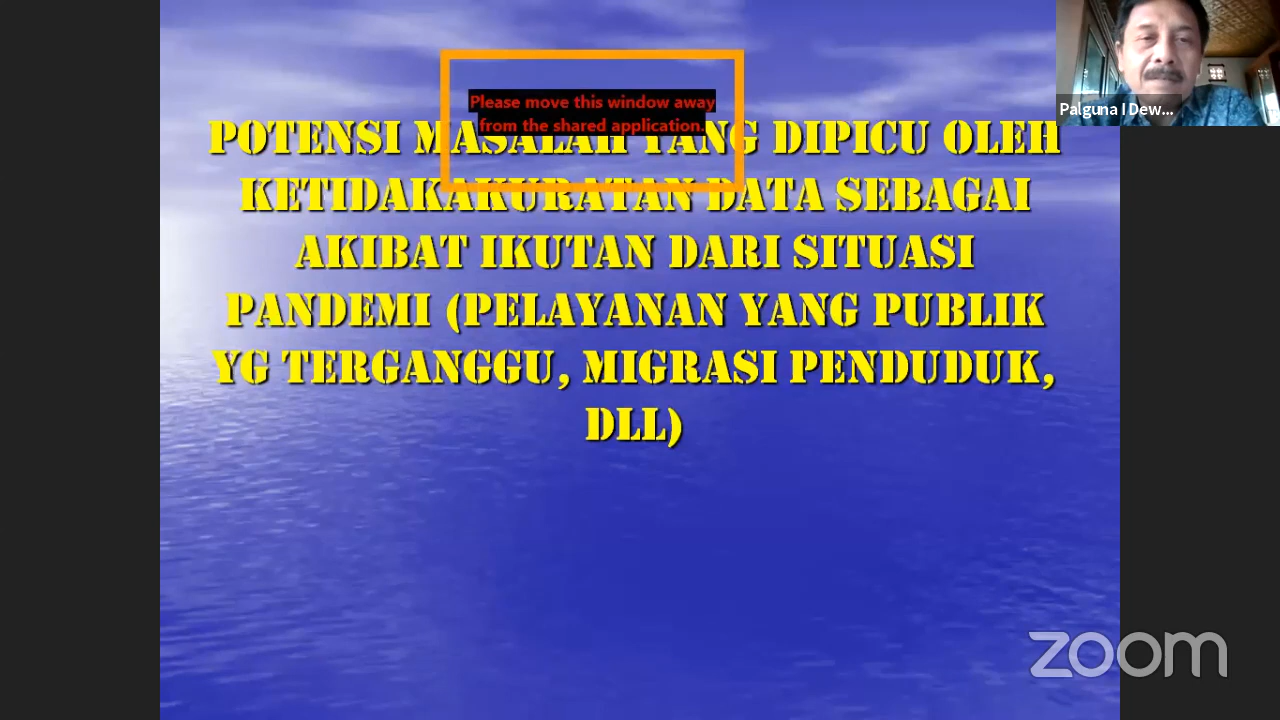 Please move this window away
from the shared application.
POTENSI MASALAH YANG DIPICU OLEH
KETIDAKAKURATAN DATA SEBAGAI
AKIBAT IKUTAN DARI SITUASI
PANDEMI (PELAYANAN YANG PUBLIK
YG TERGANGGU, MIGRASI PENDUDUK,
DLL)
Palguna I Dew...
zoom